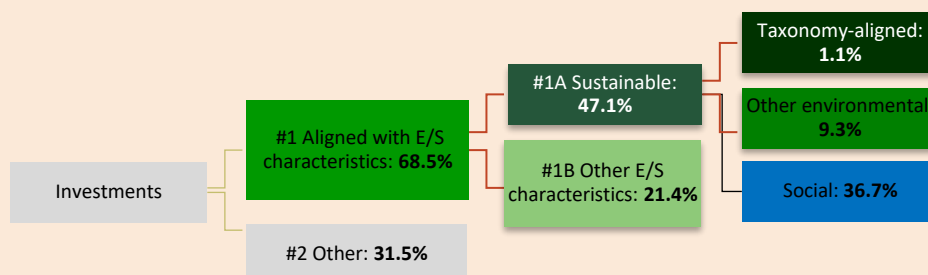 Investments
#1 Aligned with E/S
characteristics: 68.5%
#2 Other: 31.5%
#1A Sustainable:
47.1%
#1B Other E/S
characteristics: 21.4%
Taxonomy-aligned:
1.1%
Other environmental
9.3%
Social: 36.7%